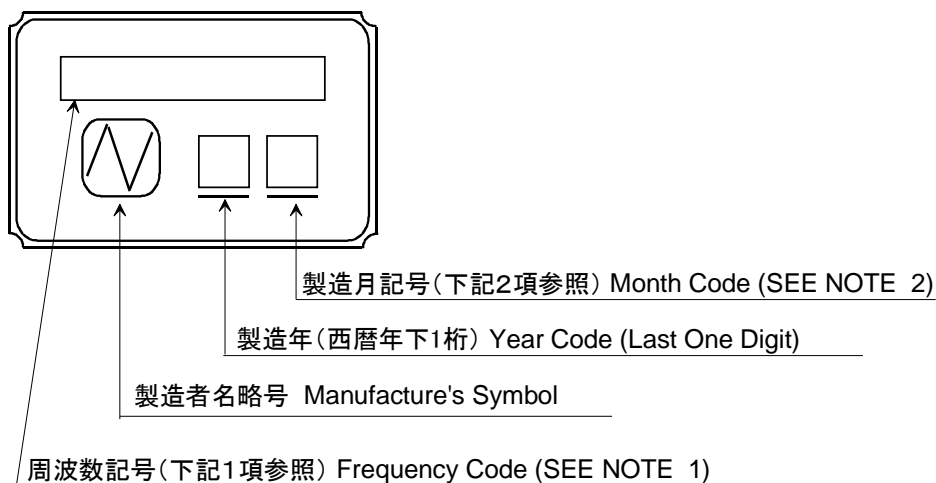 製造月記号(下記2項参照) Month Code (SEE NOTE 2)
製造年(西暦年下1桁) Year Code (Last One Digit)
製造者名略号 Manufacture's Symbol
周波数記号(下記1項参照) Frequency Code (SEE NOTE 1)